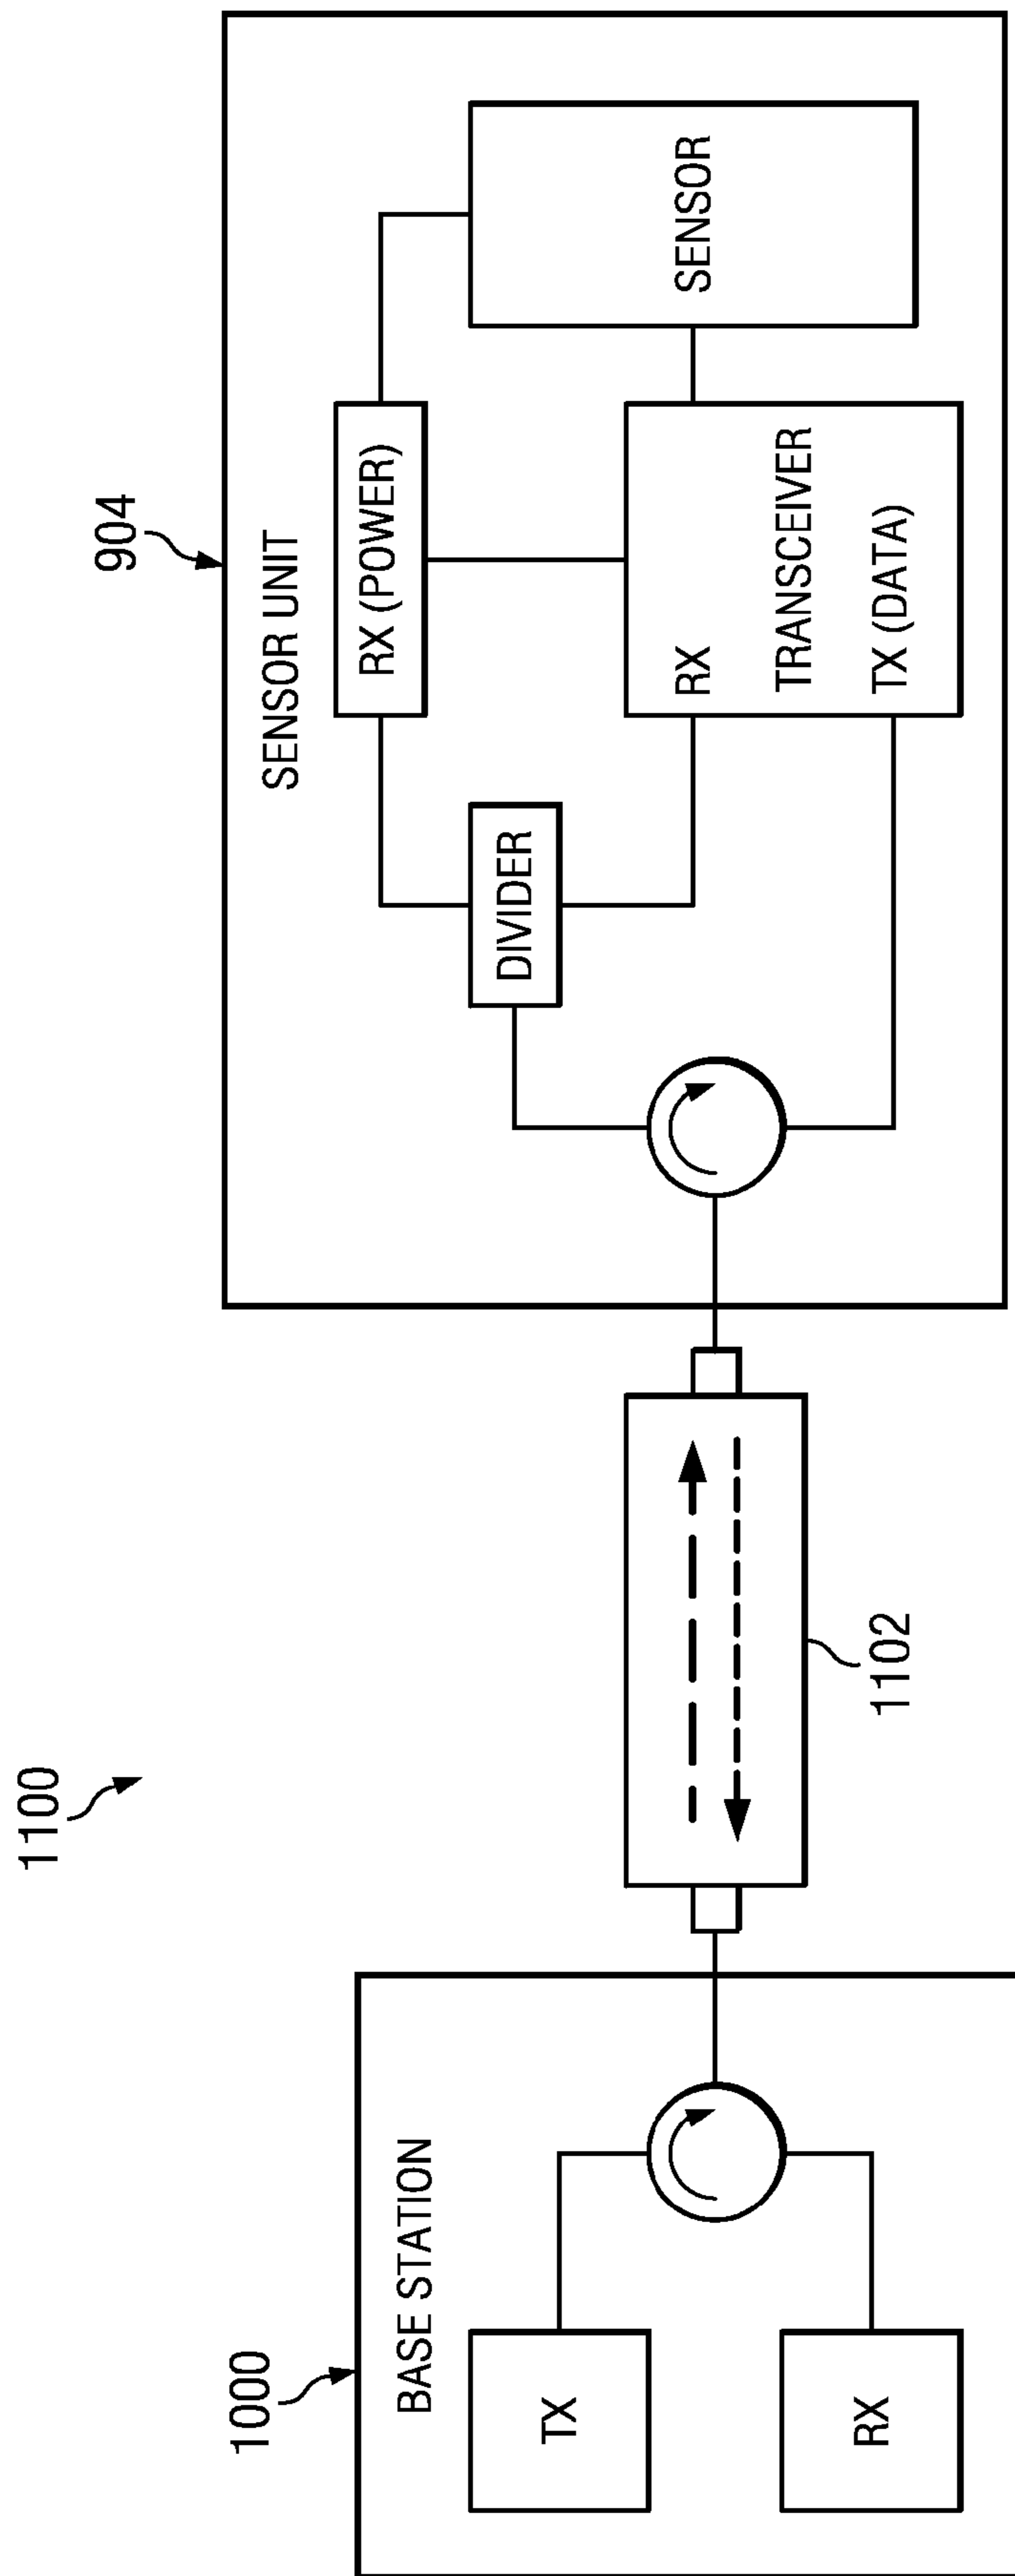 1100
1000
BASE STATION
TX
RX
1102
904
SENSOR UNIT
DIVIDER
RX (POWER)
RX
TRANSCEIVER
TX (DATA)
SENSOR